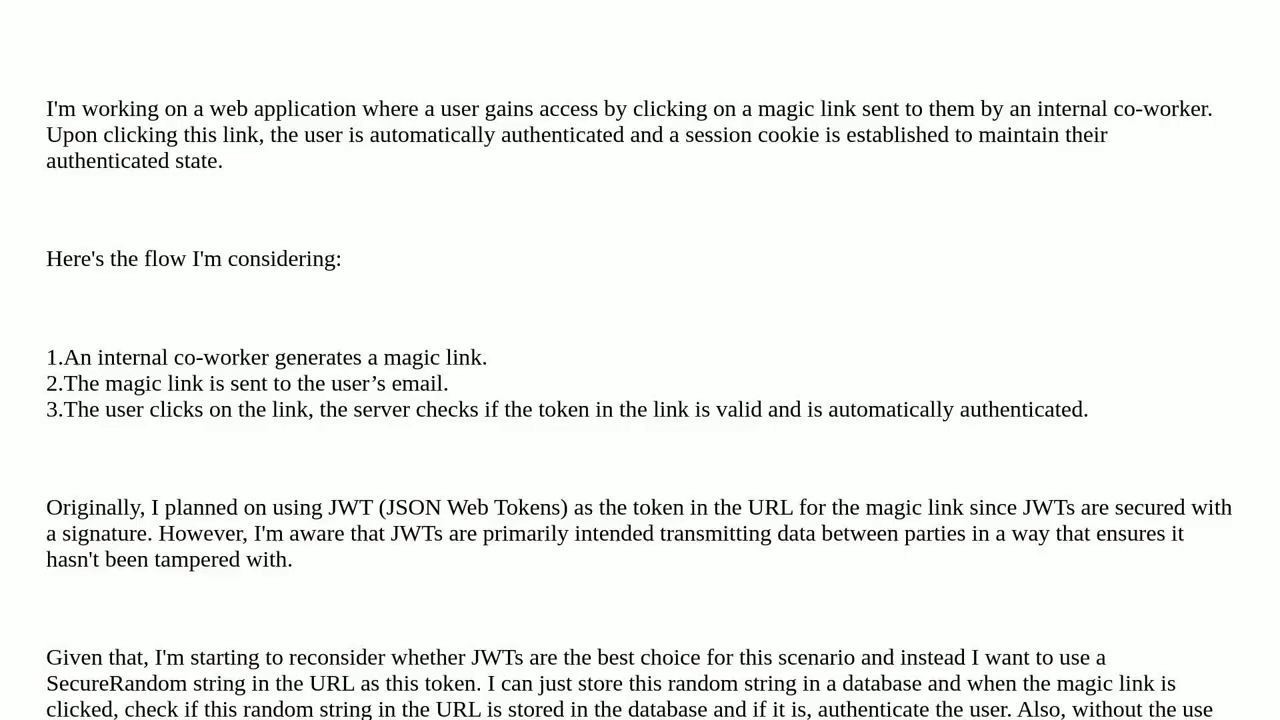 I'm working on a web application where a user gains access by clicking on a magic link sent to them by an internal co-worker.
Upon clicking this link, the user is automatically authenticated and a session cookie is established to maintain their
authenticated state.
Here's the flow I'm considering:
1.An internal co-worker generates a magic link.
2.The magic link is sent to the user’s email.
3.The user clicks on the link, the server checks if the token in the link is valid and is automatically authenticated.
Originally, I planned on using JWT (JSON Web Tokens) as the token in the URL for the magic link since JWTs are secured with
a signature. However, I'm aware that JWTs are primarily intended transmitting data between parties in a way that ensures it
hasn't been tampered with.
Given that, I'm starting to reconsider whether JWTs are the best choice for this scenario and instead I want to use a
SecureRandom string in the URL as this token. I can just store this random string in a database and when the magic link is
clicked, check if this random string in the URL is stored in the database and if it is, authenticate the user. Also, without the use